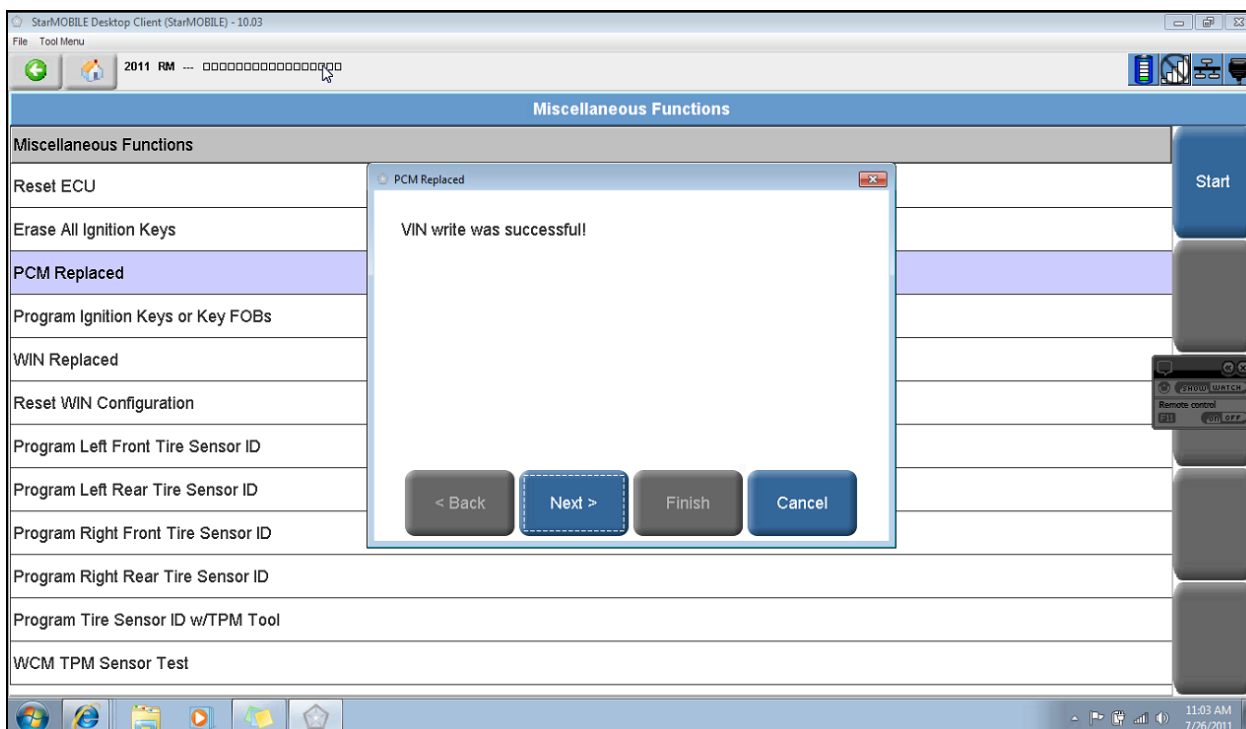 StarMOBILE Desktop Client (StarMOBILE) - 10.03
File Tool Menu
2011 RM --- □□□□□□□□□□□□□□□□□
Miscellaneous Functions
Miscellaneous Functions
Start
Reset ECU
Erase All Ignition Keys
PCM Replaced
Program Ignition Keys or Key FOBs
WIN Replaced
Reset WIN Configuration
Program Left Front Tire Sensor ID
Program Left Rear Tire Sensor ID
Program Right Front Tire Sensor ID
Program Right Rear Tire Sensor ID
Program Tire Sensor ID w/TPM Tool
WCM TPM Sensor Test
PCM Replaced
VIN write was successful!
< Back Next > Finish Cancel
SHOW WATCH
Remote control
on OFF
11:03 AM
7/26/2011